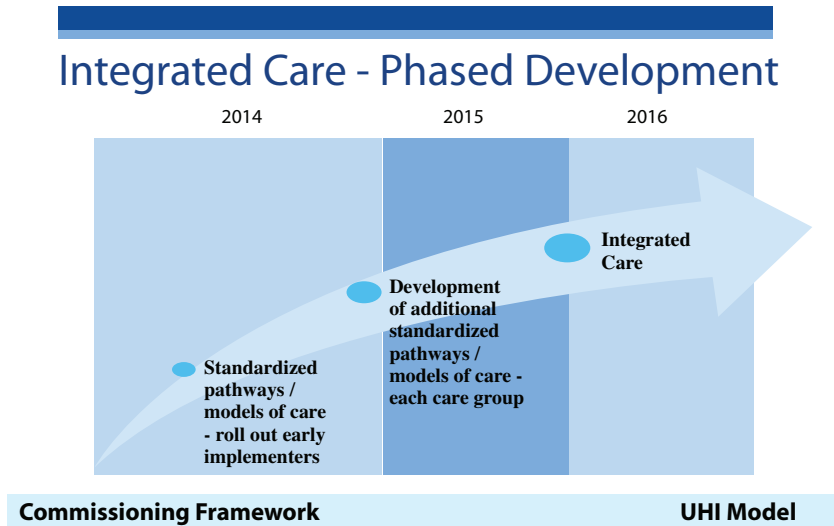 Integrated Care - Phased Development
2014
2015
2016
Integrated
Care
Development
of additional
standardized
pathways /
models of care -
each care group
Standardized
pathways /
models of care
- roll out early
implementers
Commissioning Framework
UHI Model